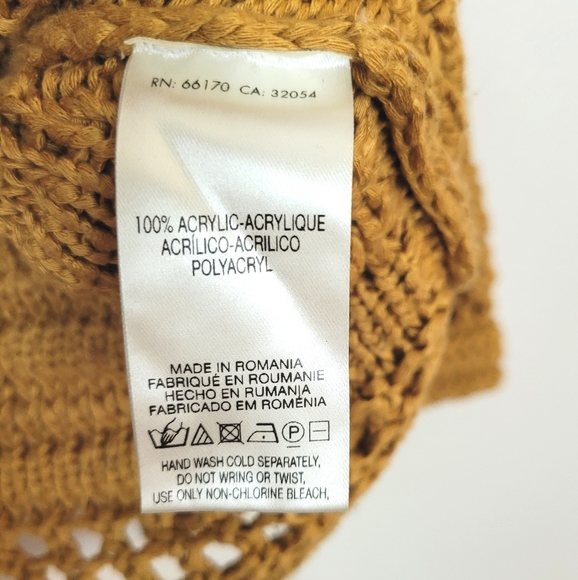 RN: 66170 CA: 32054
100% ACRYLIC-ACRYLIQUE
ACRÍLICO-ACRILICO
POLYACRYL
MADE IN ROMANIA
FABRIQUÉ EN ROUMANIE
HECHO EN RUMANIA
FABRICADO EM ROMÉNIA
P
HAND WASH COLD SEPARATELY,
DO NOT WRING OR TWIST,
USE ONLY NON-CHLORINE BLEACH,